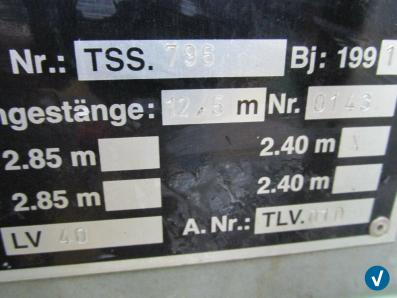 Nr.: TSS. 796 Bj: 1991
ngestänge: 12/5 m Nr. 0143
2.85 m 2.40 m X
2.85 m 2.40 m
LV 40 A.Nr.: TLV.010